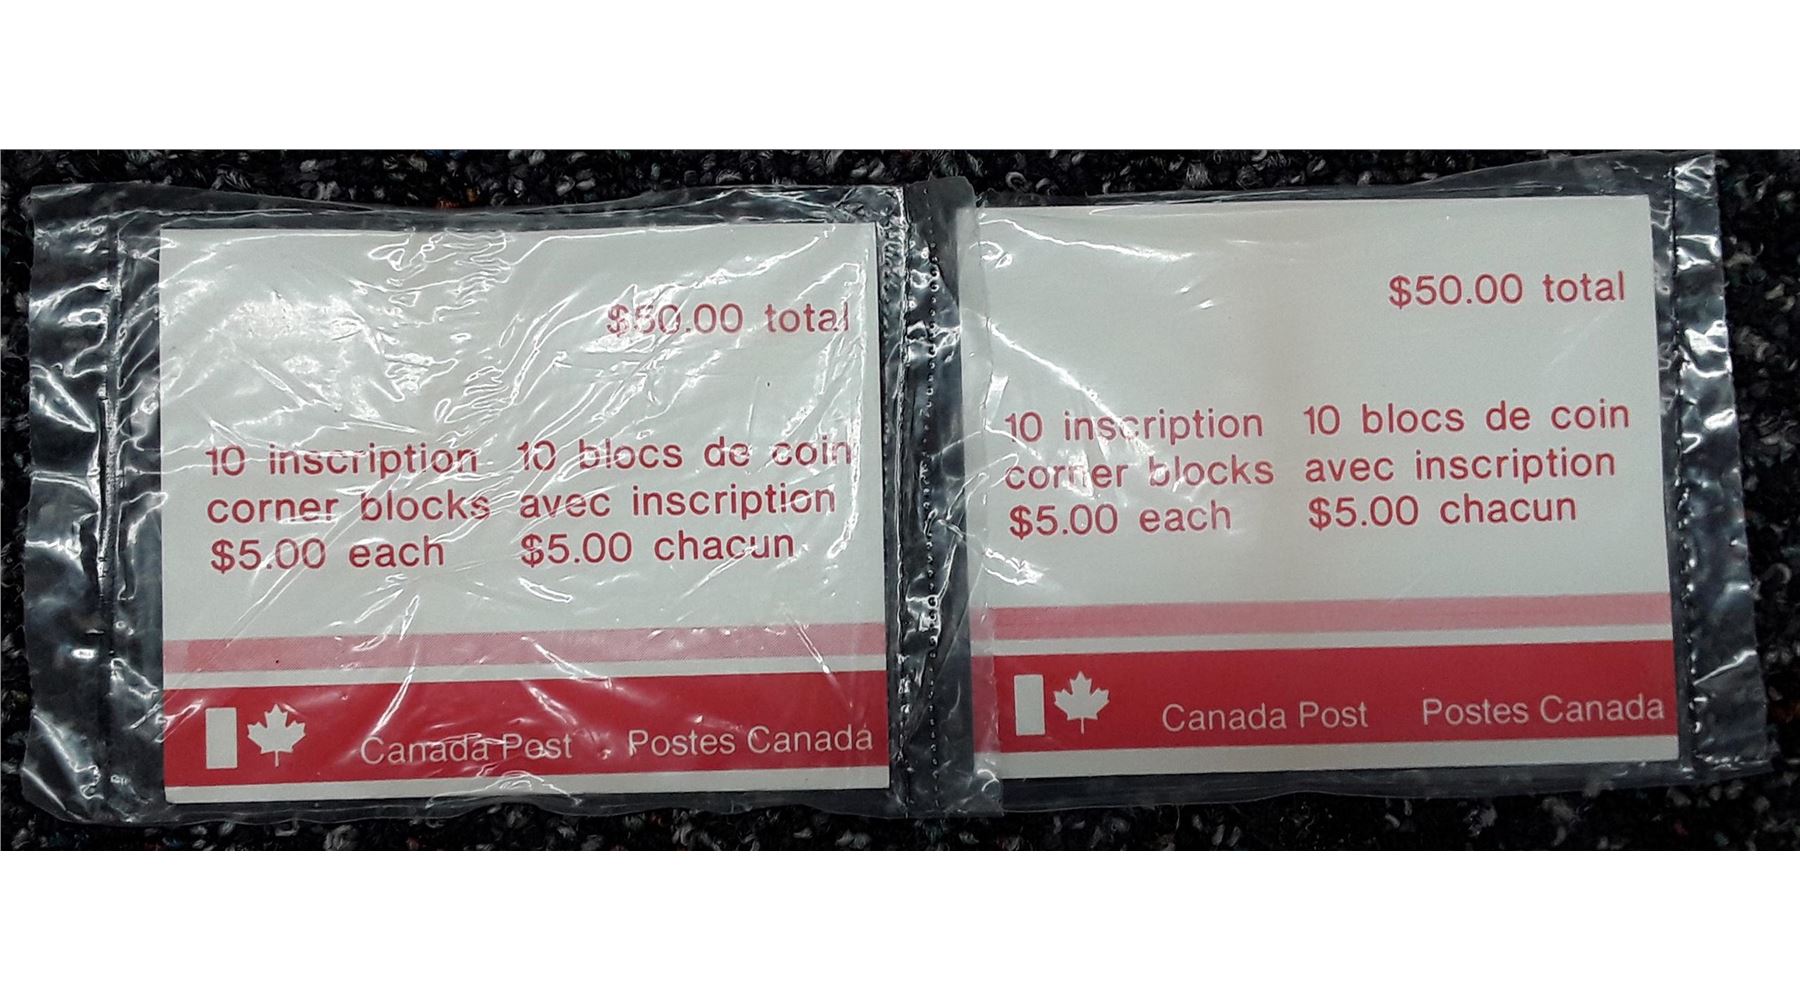 $50.00 total
10 inscription 10 blocs de coin
corner blocks avec inscription
$5.00 each $5.00 chacun
Canada Post Postes Canada
$50.00 total
10 inscription 10 blocs de coin
corner blocks avec inscription
$5.00 each $5.00 chacun
Canada Post Postes Canada